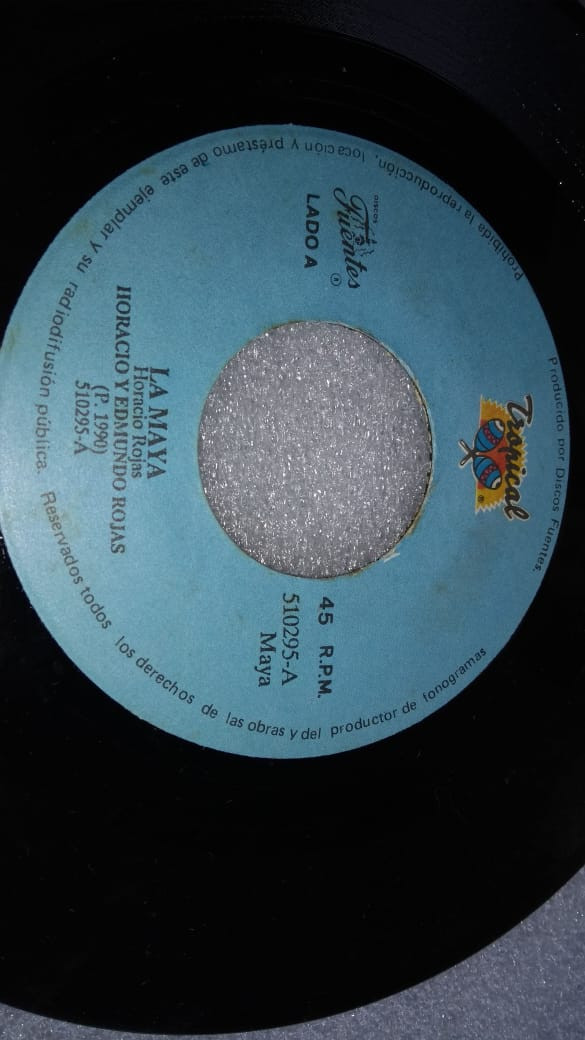 Producido por Discos Fuentes.
Tropical
®
DISCOS
Fuentes
®
LADO A
45 R.P.M.
510295-A
Maya
LA MAYA
Horacio Rojas
HORACIO Y EDMUNDO ROJAS
(P. 1990)
510295-A
Prohibida la reproducción, locación y préstamo de este ejemplar y su radiodifusión pública. Reservados todos los derechos de las obras y del productor de fonogramas